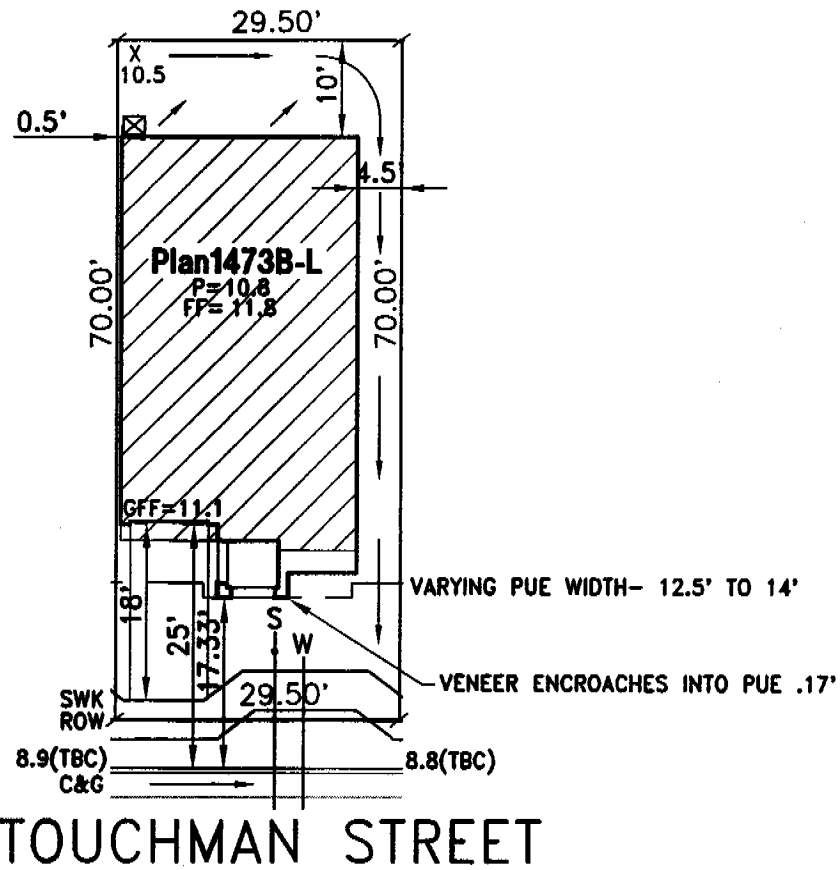 29.50'
X
10.5
10'
0.5'
4.5'
Plan1473B-L
P=10.8
FF= 11.8
70.00'
70.00'
GFF=11.1
VARYING PUE WIDTH- 12.5' TO 14'
18'
25'
17.33'
S
W
VENEER ENCROACHES INTO PUE .17'
SWK
29.50'
ROW
8.9(TBC)
8.8(TBC)
C&G
TOUCHMAN STREET